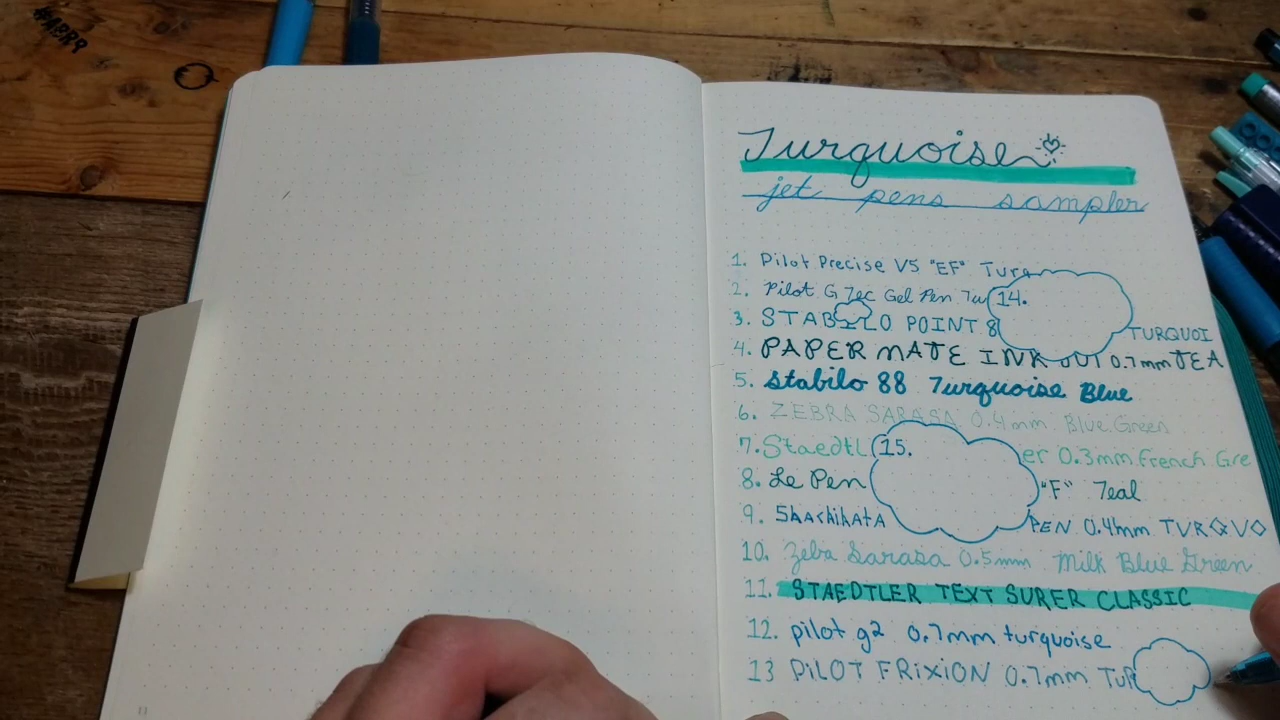 Turquoise
jet pens sampler
1. Pilot Precise V5 "EF" Turq
2. Pilot G Tec Gel Pen Tu
14.
3. STABILO POINT 8 TURQUOI
4. PAPER MATE INK JOY 0.7mm TEA
5. Stabilo 88 Turquoise Blue
6. ZEBRA SARASA 0.4mm Blue Green
7. Staedtl er 0.3mm French Gre
15.
8. Le Pen "F" Teal
9. Shachihata PEN 0.4mm TURQUO
10. Zeba Sarasa 0.5mm Milk Blue Green
11. STAEDTLER TEXT SURER CLASSIC
12. pilot g2 0.7mm turquoise
13 PILOT FRIXION 0.7mm TUR